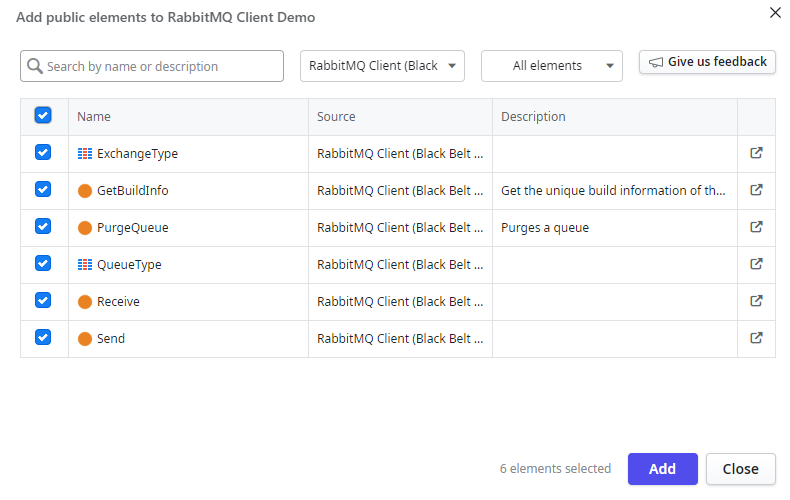 Add public elements to RabbitMQ Client Demo
Search by name or description
RabbitMQ Client (Black
All elements
Give us feedback
Name Source Description
ExchangeType RabbitMQ Client (Black Belt ...
GetBuildInfo RabbitMQ Client (Black Belt ... Get the unique build information of th...
PurgeQueue RabbitMQ Client (Black Belt ... Purges a queue
QueueType RabbitMQ Client (Black Belt ...
Receive RabbitMQ Client (Black Belt ...
Send RabbitMQ Client (Black Belt ...
6 elements selected Add Close